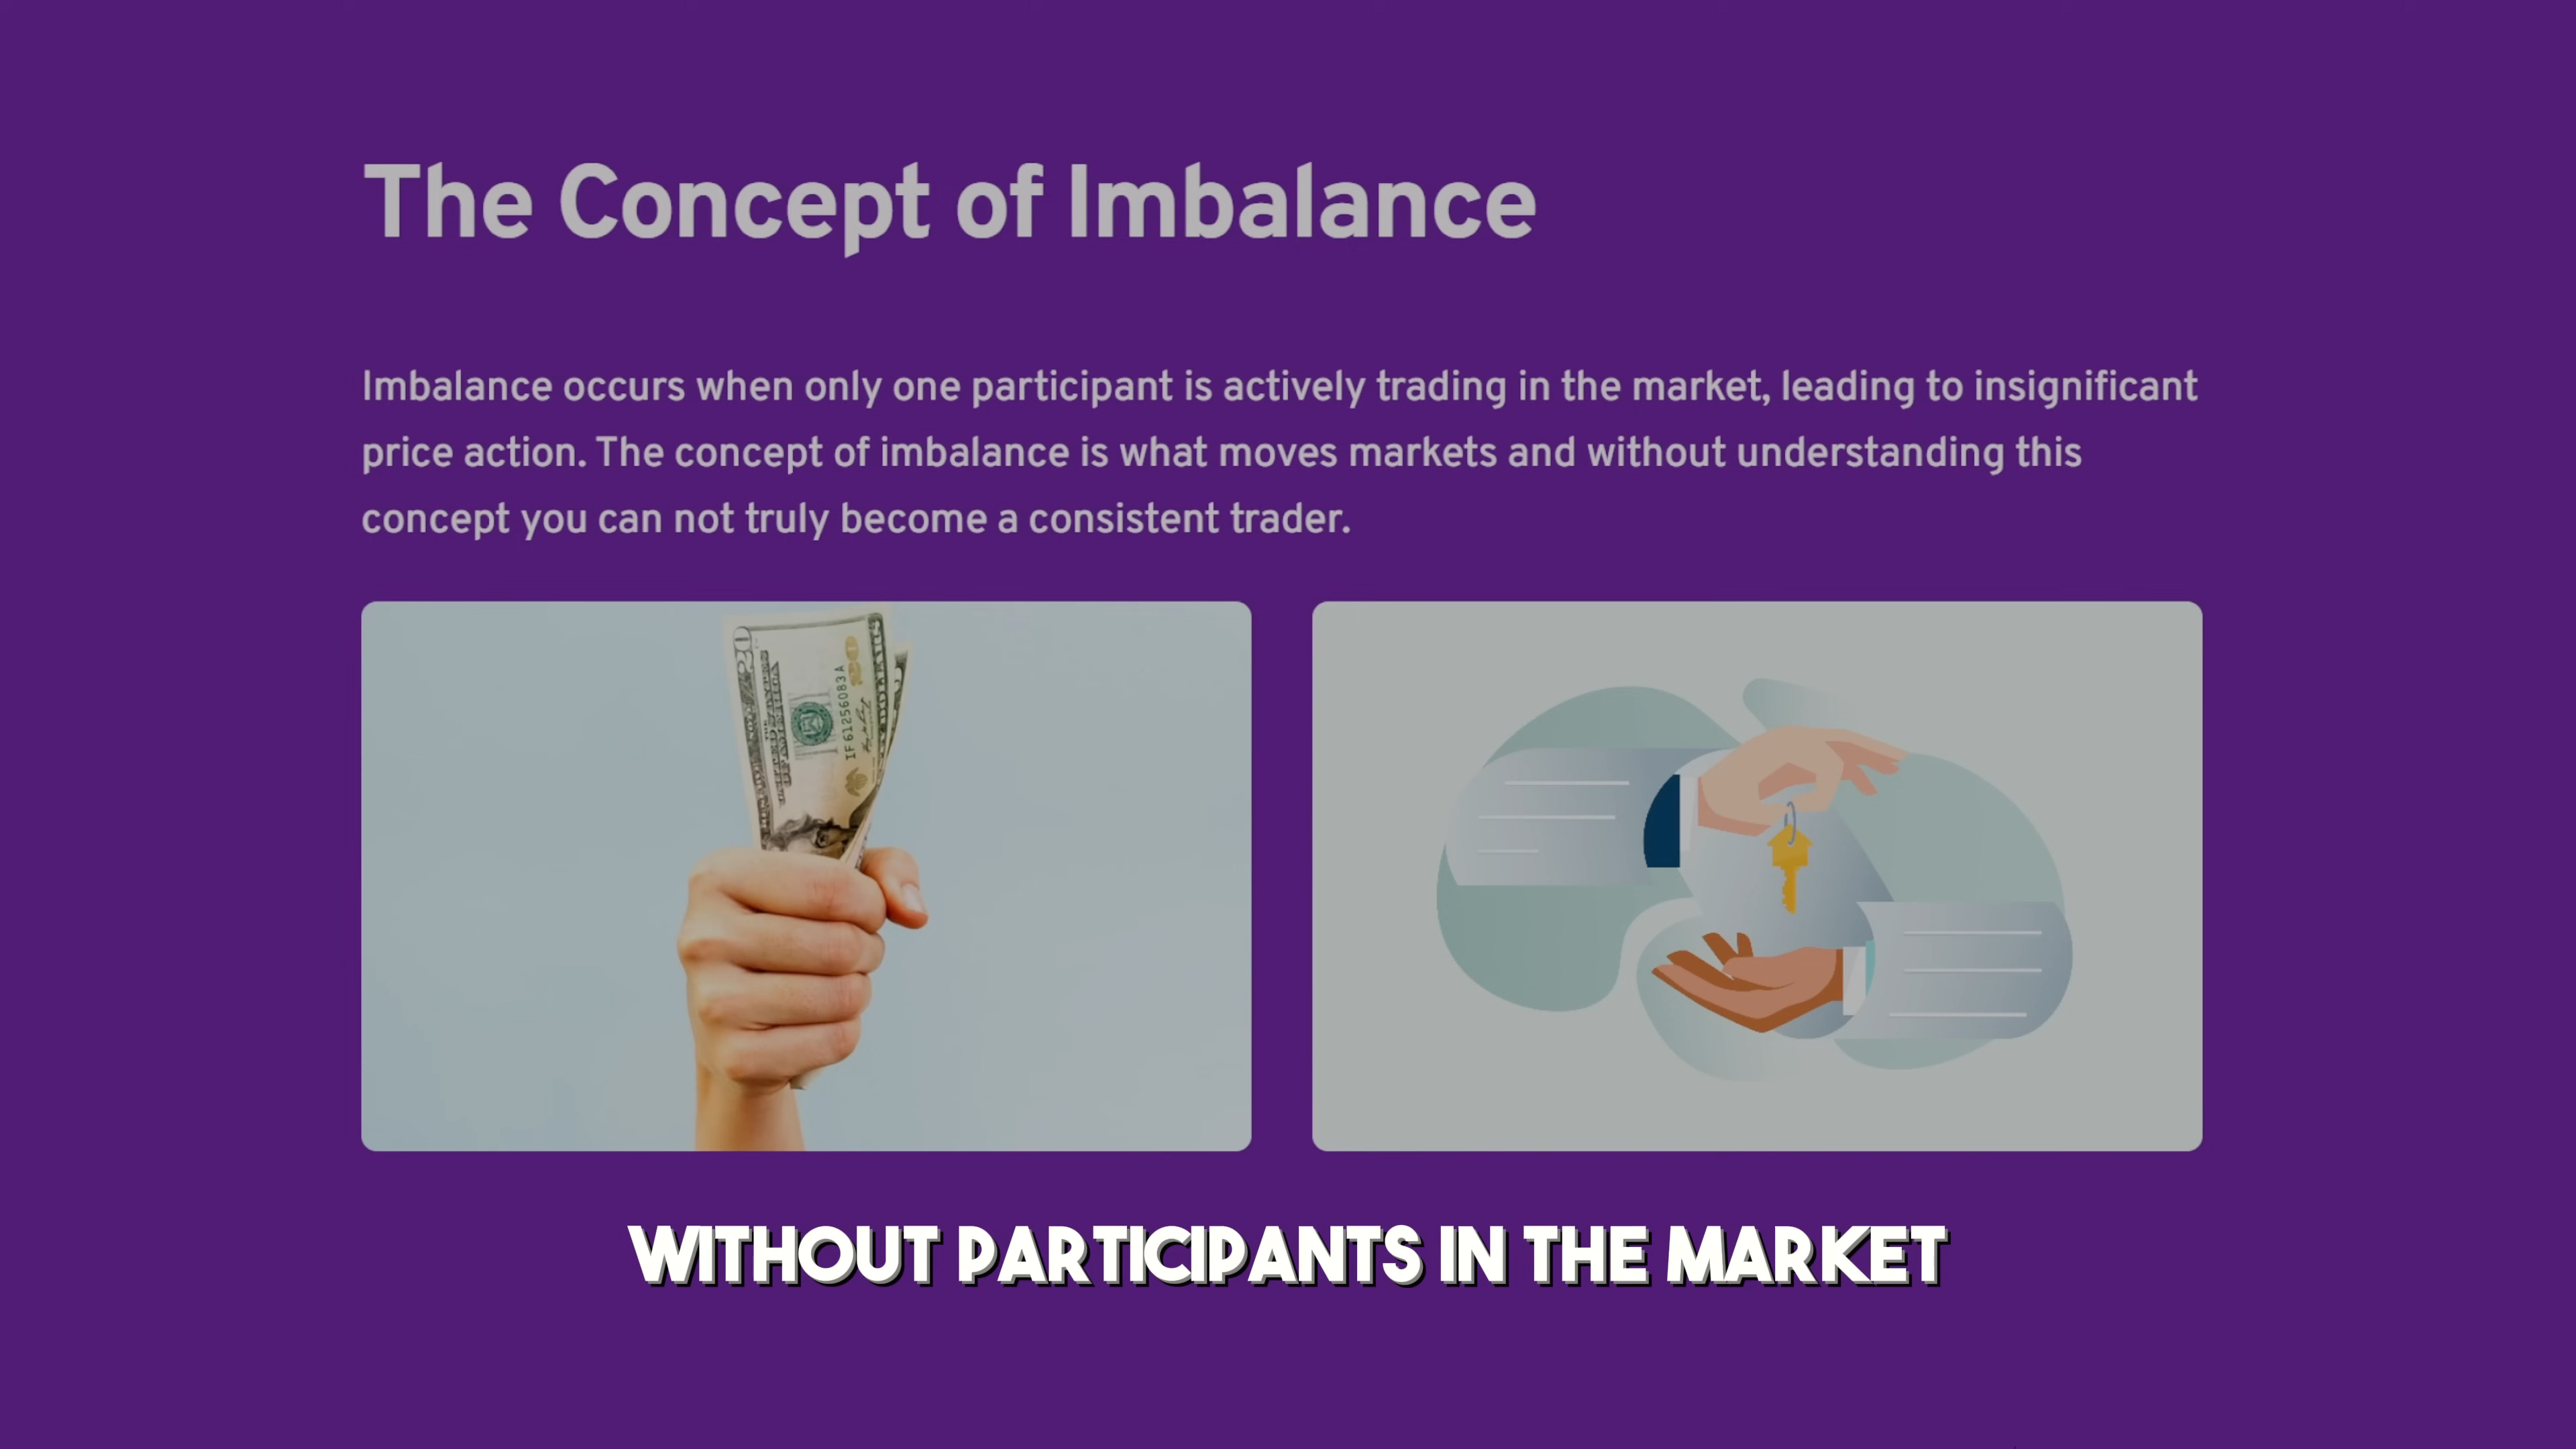 The Concept of Imbalance
Imbalance occurs when only one participant is actively trading in the market, leading to insignificant
price action. The concept of imbalance is what moves markets and without understanding this
concept you can not truly become a consistent trader.
IF61256083A
WITHOUT PARTICIPANTS IN THE MARKET